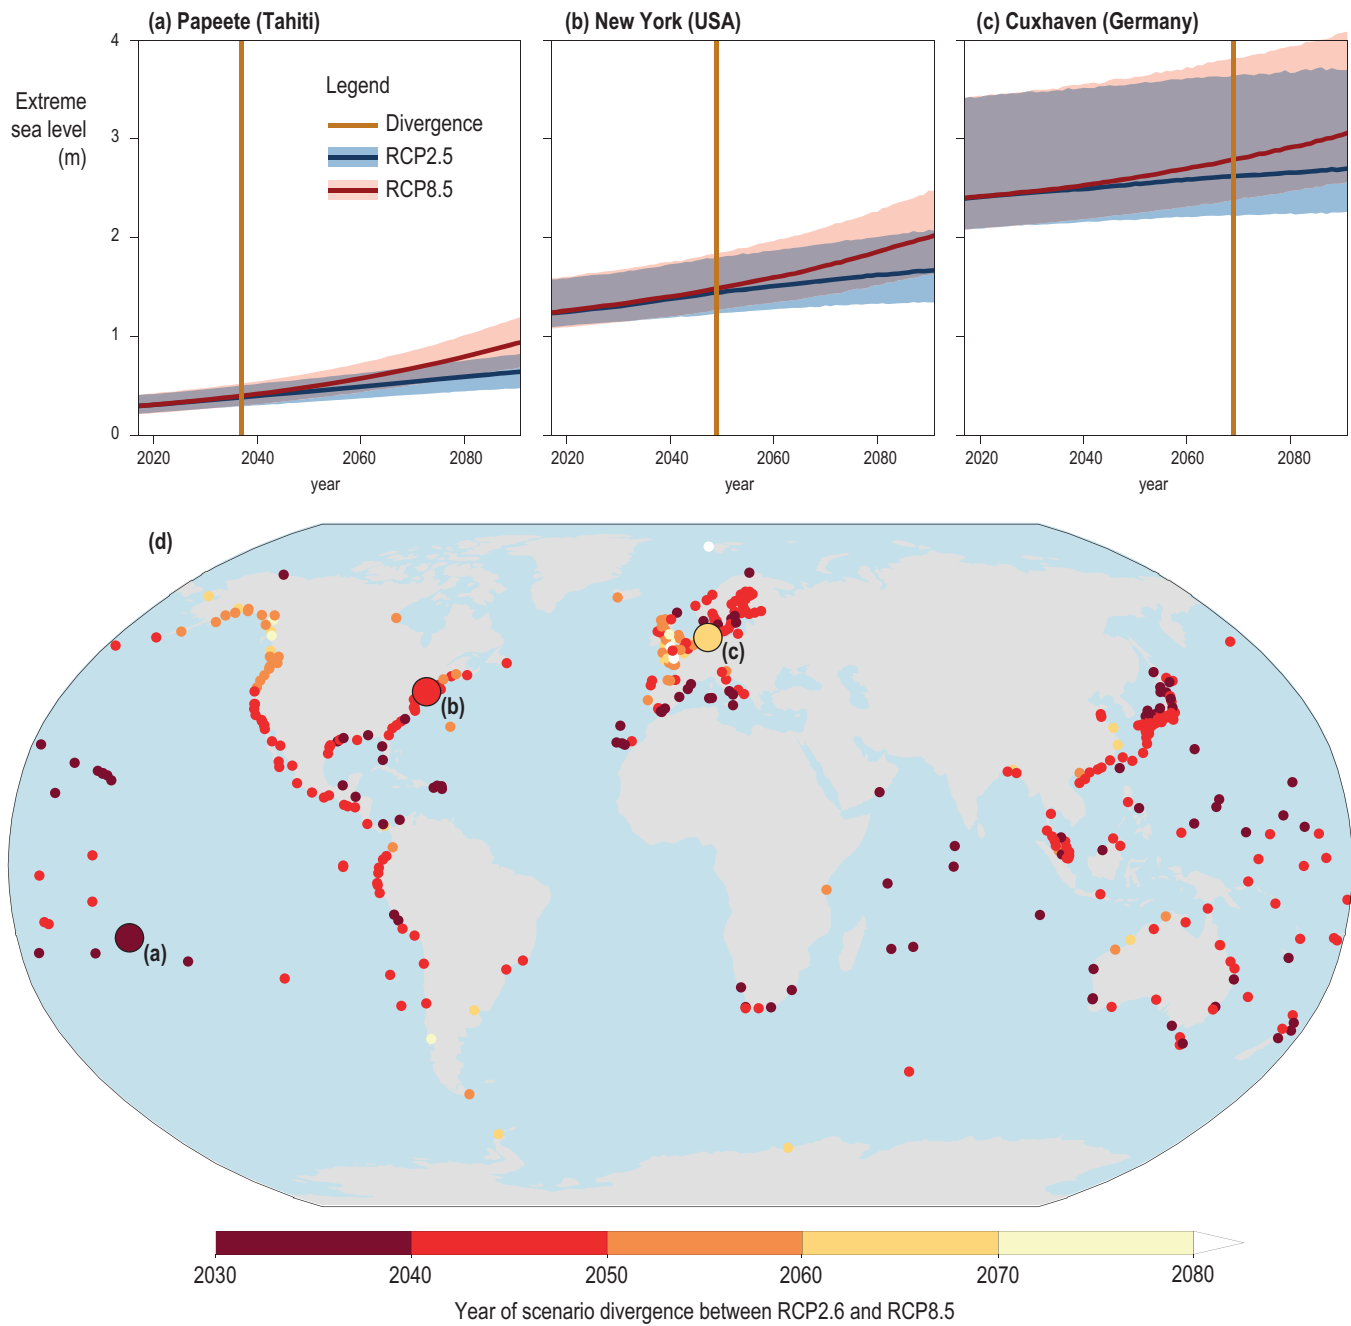 (a) Papeete (Tahiti)
(b) New York (USA)
(c) Cuxhaven (Germany)
4
3
2
1
0
Extreme
sea level
(m)
Legend
Divergence
RCP2.5
RCP8.5
2020 2040 2060 2080
year
2020 2040 2060 2080
year
2020 2040 2060 2080
year
(d)
(c)
(b)
(a)
2030 2040 2050 2060 2070 2080
Year of scenario divergence between RCP2.6 and RCP8.5